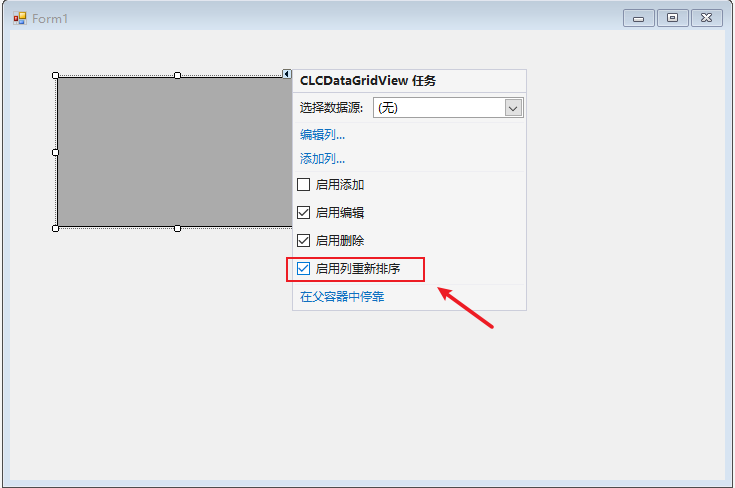 Form1
CLCDataGridView 任务
选择数据源: (无)
编辑列...
添加列...
启用添加
启用编辑
启用删除
启用列重新排序
在父容器中停靠